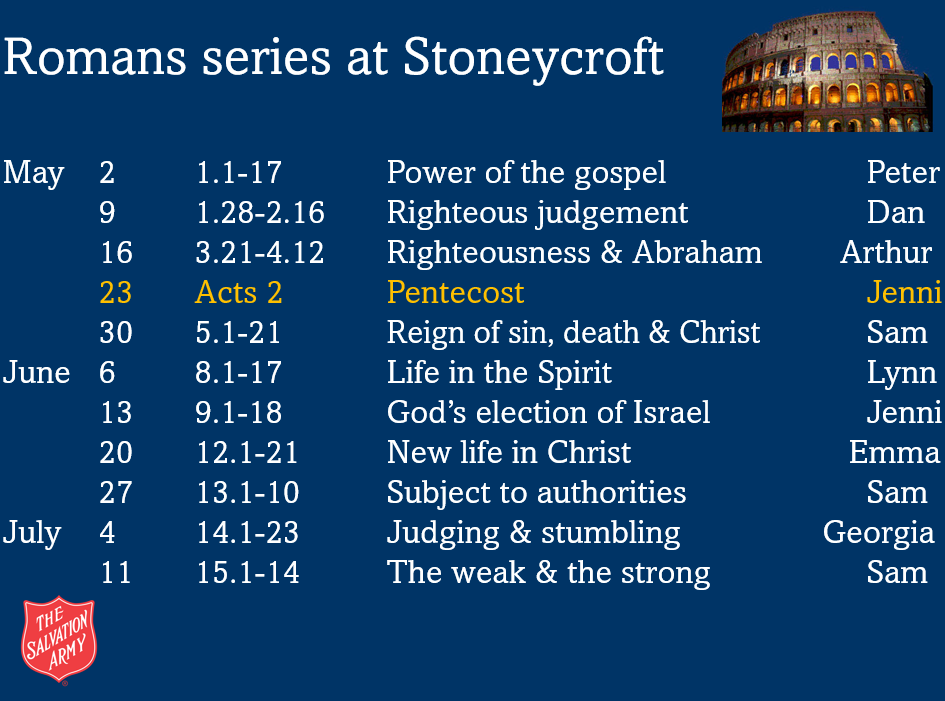 Romans series at Stoneycroft
May 2 1.1-17 Power of the gospel Peter
9 1.28-2.16 Righteous judgement Dan
16 3.21-4.12 Righteousness & Abraham Arthur
23 Acts 2 Pentecost Jenni
30 5.1-21 Reign of sin, death & Christ Sam
June 6 8.1-17 Life in the Spirit Lynn
13 9.1-18 God’s election of Israel Jenni
20 12.1-21 New life in Christ Emma
27 13.1-10 Subject to authorities Sam
July 4 14.1-23 Judging & stumbling Georgia
11 15.1-14 The weak & the strong Sam
THE
SALVATION
ARMY